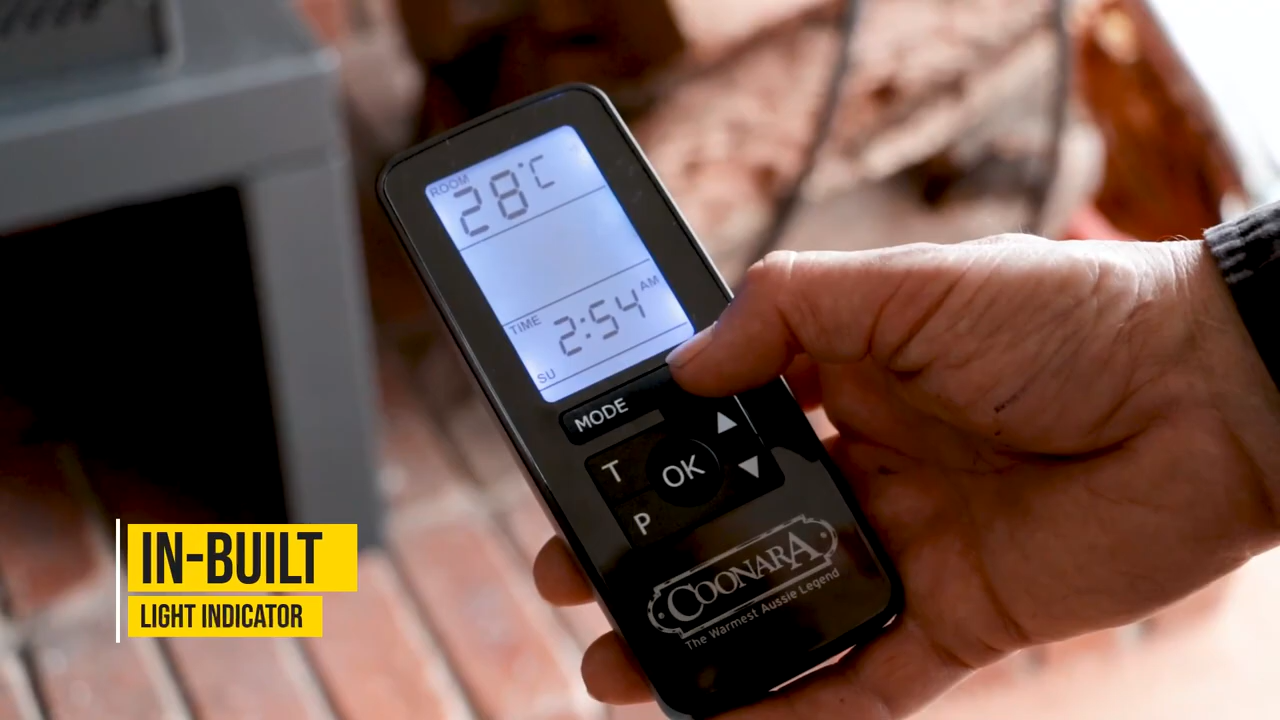 ROOM
28°C
TIME
2:54 AM
SU
MODE
T
OK
P
COONARA
The Warmest Aussie Legend
IN-BUILT
LIGHT INDICATOR